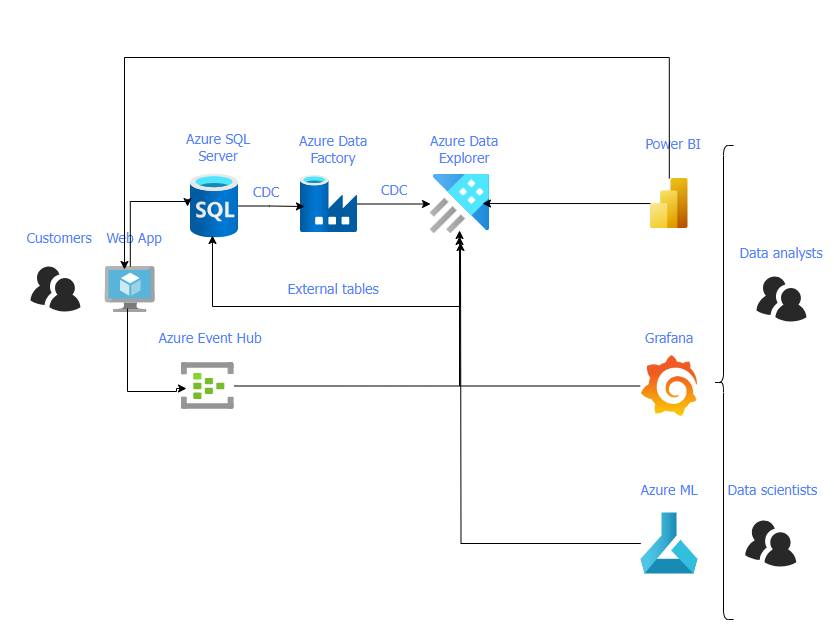 Azure SQL
Server
Azure Data
Factory
Azure Data
Explorer
Power BI
CDC
CDC
SQL
Customers
Web App
Data analysts
External tables
Azure Event Hub
Grafana
Azure ML
Data scientists